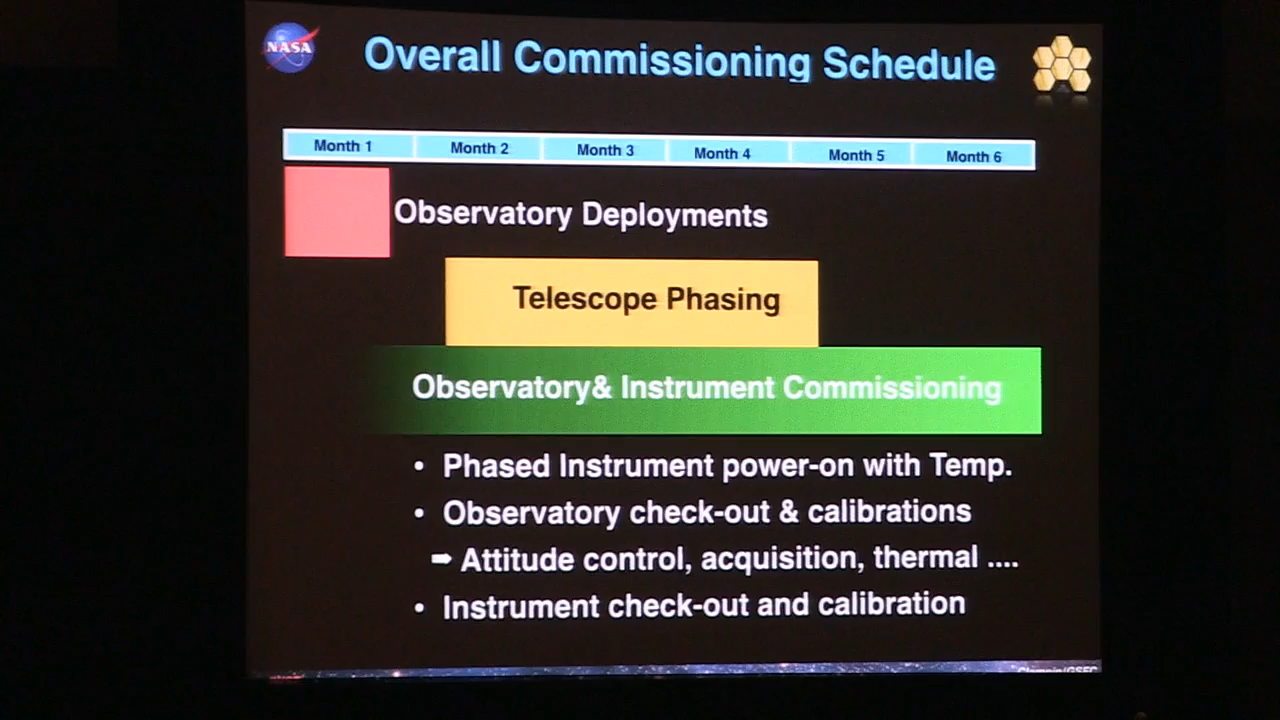 NASA
Overall Commissioning Schedule
Month 1 Month 2 Month 3 Month 4 Month 5 Month 6
Observatory Deployments
Telescope Phasing
Observatory& Instrument Commissioning
• Phased Instrument power-on with Temp.
• Observatory check-out & calibrations
➡ Attitude control, acquisition, thermal ....
• Instrument check-out and calibration
Clampin/GSFC